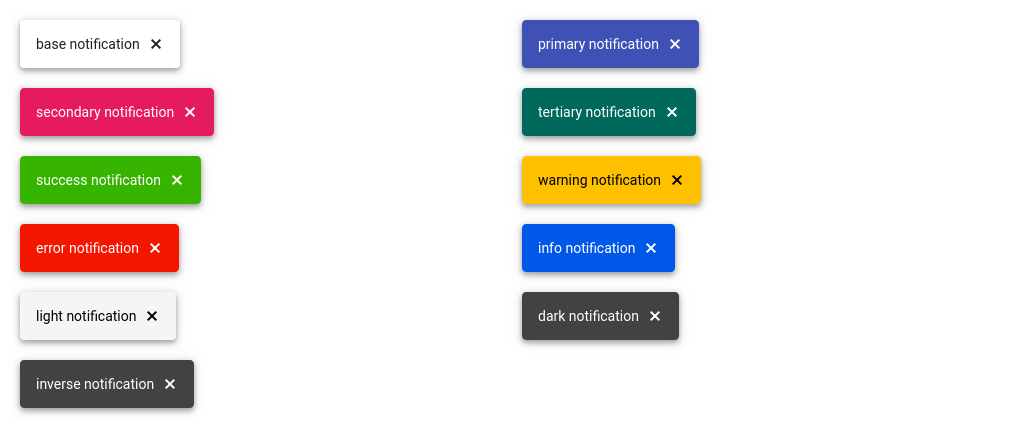 base notification ×
primary notification ×
secondary notification ×
tertiary notification ×
success notification ×
warning notification ×
error notification ×
info notification ×
light notification ×
dark notification ×
inverse notification ×